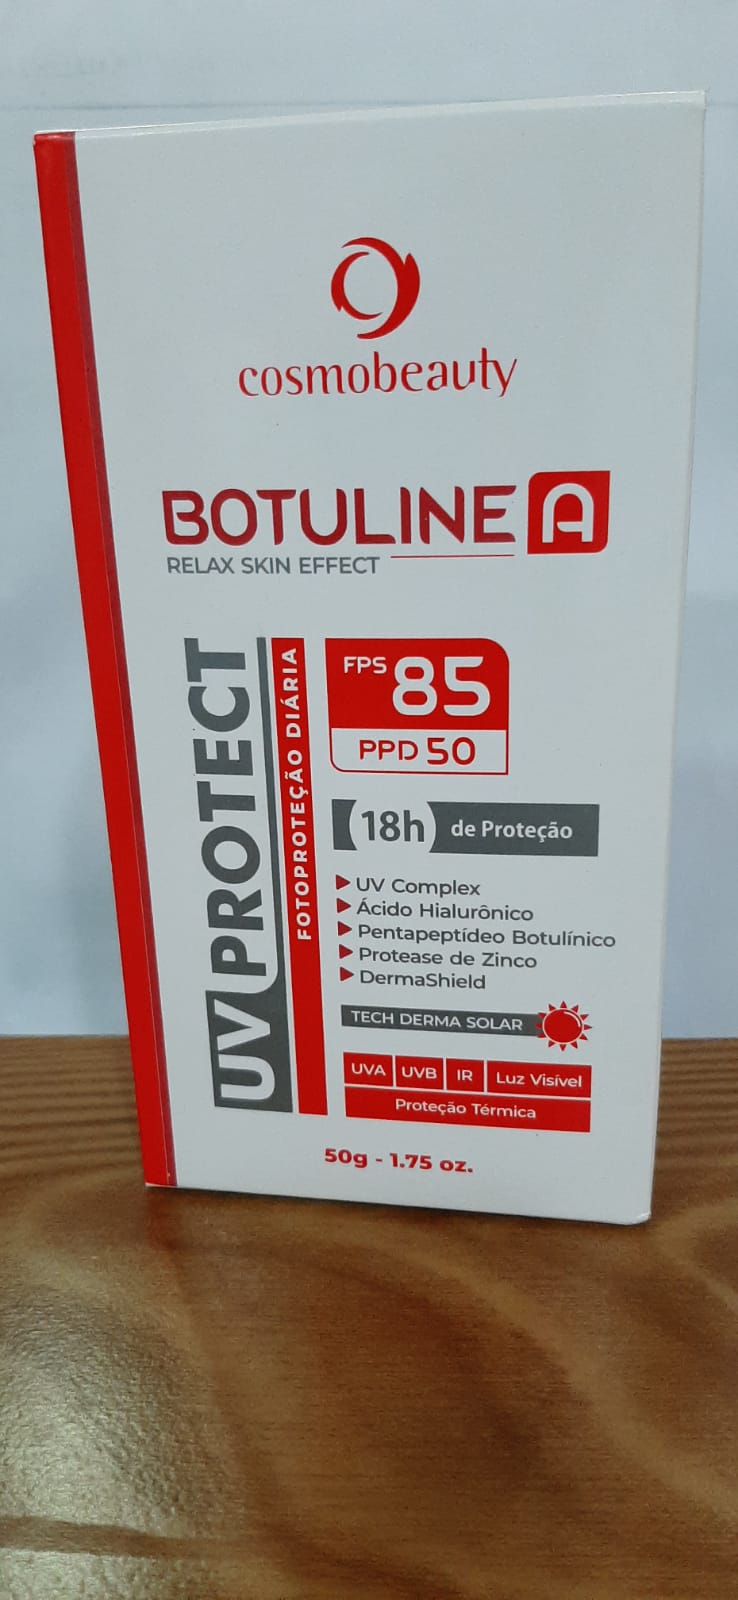 cosmobeauty
BOTULINE A
RELAX SKIN EFFECT
UV PROTECT
FOTOPROTEÇÃO DIÁRIA
FPS 85
PPD 50
18h de Proteção
UV Complex
Ácido Hialurônico
Pentapeptídeo Botulínico
Protease de Zinco
DermaShield
TECH DERMA SOLAR
UVA UVB IR Luz Visível
Proteção Térmica
50g - 1.75 oz.